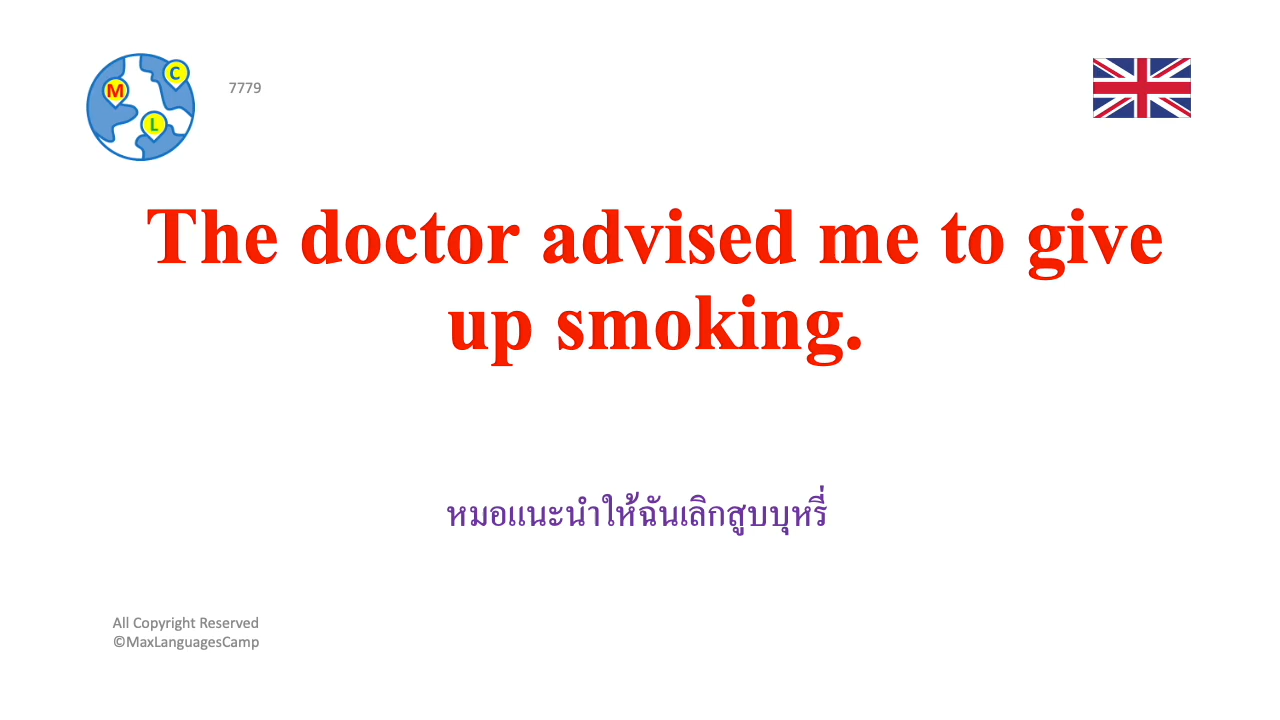 M
C
L
7779
The doctor advised me to give
up smoking.
หมอแนะนำให้ฉันเลิกสูบบุหรี่
All Copyright Reserved
©MaxLanguagesCamp